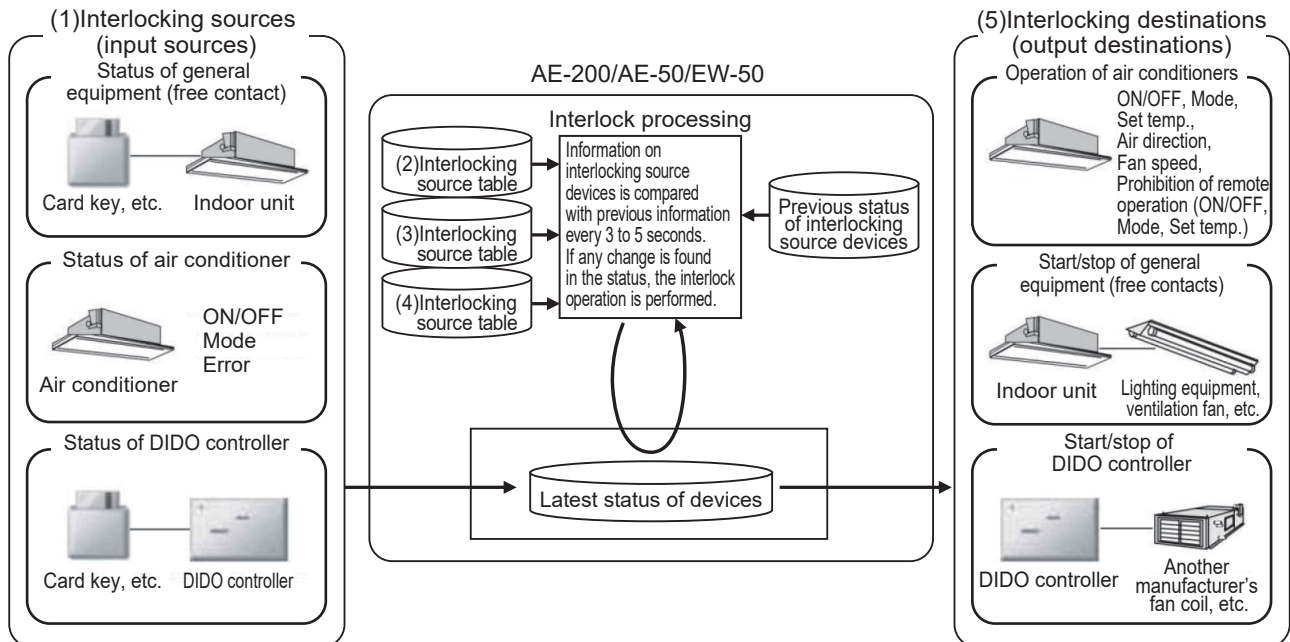 (1)Interlocking sources
(input sources)
Status of general
equipment (free contact)
Card key, etc.
Indoor unit
Status of air conditioner
ON/OFF
Mode
Error
Air conditioner
Status of DIDO controller
Card key, etc.
DIDO controller
AE-200/AE-50/EW-50
Interlock processing
(2)Interlocking
source table
(3)Interlocking
source table
(4)Interlocking
source table
Information on
interlocking source
devices is compared
with previous information
every 3 to 5 seconds.
If any change is found
in the status, the interlock
operation is performed.
Previous status
of interlocking
source devices
Latest status of devices
(5)Interlocking destinations
(output destinations)
Operation of air conditioners
ON/OFF, Mode,
Set temp.,
Air direction,
Fan speed,
Prohibition of remote
operation (ON/OFF,
Mode, Set temp.)
Start/stop of general
equipment (free contacts)
Indoor unit
Lighting equipment,
ventilation fan, etc.
Start/stop of
DIDO controller
DIDO controller
Another
manufacturer's
fan coil, etc.